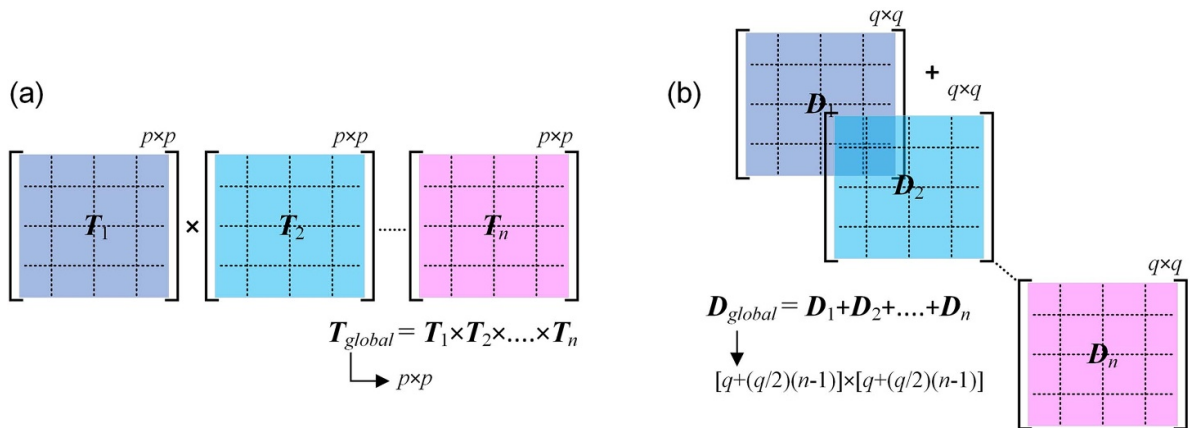 (a)
p×p p×p p×p
T1 × T2 ...... Tn
Tglobal = T1×T2×....×Tn
p×p
(b)
q×q
D1
+
q×q
D2
q×q
Dn
Dglobal = D1+D2+....+Dn
[q+(q/2)(n-1)]×[q+(q/2)(n-1)]